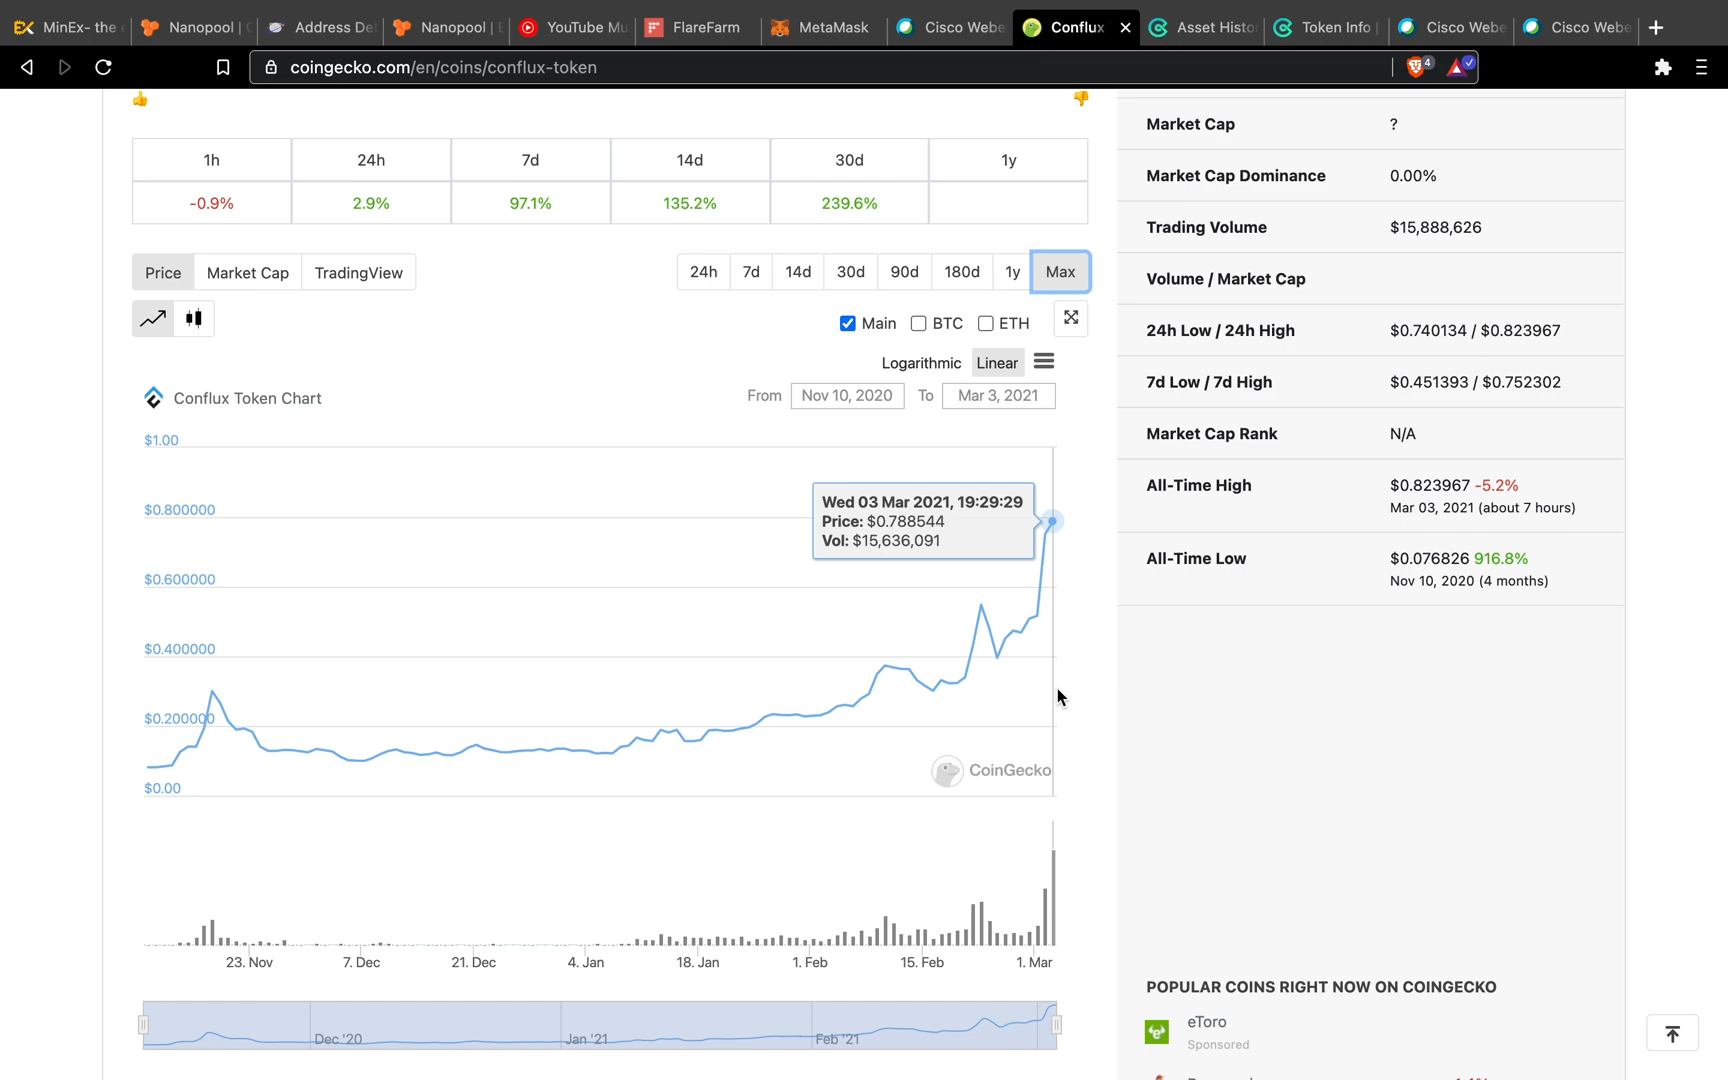 MinEx- the e
Nanopool | 
Address De
Nanopool | E
YouTube Mu
FlareFarm
MetaMask
Cisco Webe
Conflux
Asset Histo
Token Info |
Cisco Webe
Cisco Webe
coingecko.com/en/coins/conflux-token
4
1h 24h 7d 14d 30d 1y
-0.9% 2.9% 97.1% 135.2% 239.6%
Price Market Cap TradingView
24h 7d 14d 30d 90d 180d 1y Max
Main BTC ETH
Logarithmic Linear
Conflux Token Chart
From Nov 10, 2020 To Mar 3, 2021
$1.00
$0.800000
$0.600000
$0.400000
$0.200000
$0.00
Wed 03 Mar 2021, 19:29:29
Price: $0.788544
Vol: $15,636,091
CoinGecko
23. Nov 7. Dec 21. Dec 4. Jan 18. Jan 1. Feb 15. Feb 1. Mar
Dec '20 Jan '21 Feb '21
Market Cap ?
Market Cap Dominance 0.00%
Trading Volume $15,888,626
Volume / Market Cap
24h Low / 24h High $0.740134 / $0.823967
7d Low / 7d High $0.451393 / $0.752302
Market Cap Rank N/A
All-Time High $0.823967 -5.2%
Mar 03, 2021 (about 7 hours)
All-Time Low $0.076826 916.8%
Nov 10, 2020 (4 months)
POPULAR COINS RIGHT NOW ON COINGECKO
eToro
Sponsored